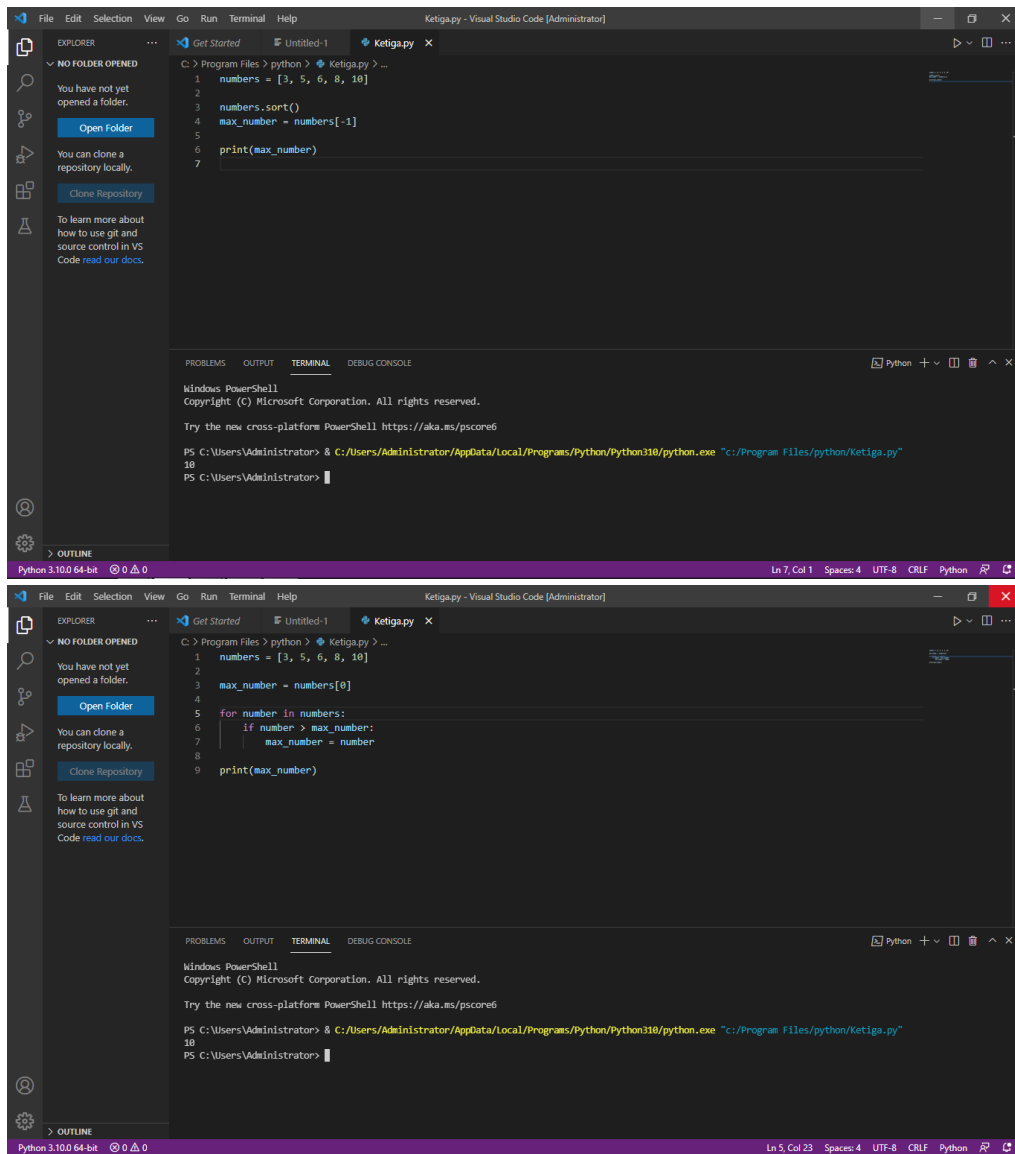 File Edit Selection View Go Run Terminal Help Ketiga.py - Visual Studio Code [Administrator]
EXPLORER ··· Get Started Untitled-1 Ketiga.py
NO FOLDER OPENED
C: > Program Files > python > Ketiga.py > ...
You have not yet
opened a folder.
Open Folder
You can clone a
repository locally.
Clone Repository
To learn more about
how to use git and
source control in VS
Code read our docs.
1 numbers = [3, 5, 6, 8, 10]
2
3 numbers.sort()
4 max_number = numbers[-1]
5
6 print(max_number)
7
PROBLEMS OUTPUT TERMINAL DEBUG CONSOLE Python
Windows PowerShell
Copyright (C) Microsoft Corporation. All rights reserved.
Try the new cross-platform PowerShell https://aka.ms/pscore6
PS C:\Users\Administrator> & C:/Users/Administrator/AppData/Local/Programs/Python/Python310/python.exe "c:/Program Files/python/Ketiga.py"
10
PS C:\Users\Administrator>
OUTLINE
Python 3.10.0 64-bit 0 0 Ln 7, Col 1 Spaces: 4 UTF-8 CRLF Python
File Edit Selection View Go Run Terminal Help Ketiga.py - Visual Studio Code [Administrator]
EXPLORER ··· Get Started Untitled-1 Ketiga.py
NO FOLDER OPENED
C: > Program Files > python > Ketiga.py > ...
You have not yet
opened a folder.
Open Folder
You can clone a
repository locally.
Clone Repository
To learn more about
how to use git and
source control in VS
Code read our docs.
1 numbers = [3, 5, 6, 8, 10]
2
3 max_number = numbers[0]
4
5 for number in numbers:
6     if number > max_number:
7         max_number = number
8
9 print(max_number)
PROBLEMS OUTPUT TERMINAL DEBUG CONSOLE Python
Windows PowerShell
Copyright (C) Microsoft Corporation. All rights reserved.
Try the new cross-platform PowerShell https://aka.ms/pscore6
PS C:\Users\Administrator> & C:/Users/Administrator/AppData/Local/Programs/Python/Python310/python.exe "c:/Program Files/python/Ketiga.py"
10
PS C:\Users\Administrator>
OUTLINE
Python 3.10.0 64-bit 0 0 Ln 5, Col 23 Spaces: 4 UTF-8 CRLF Python